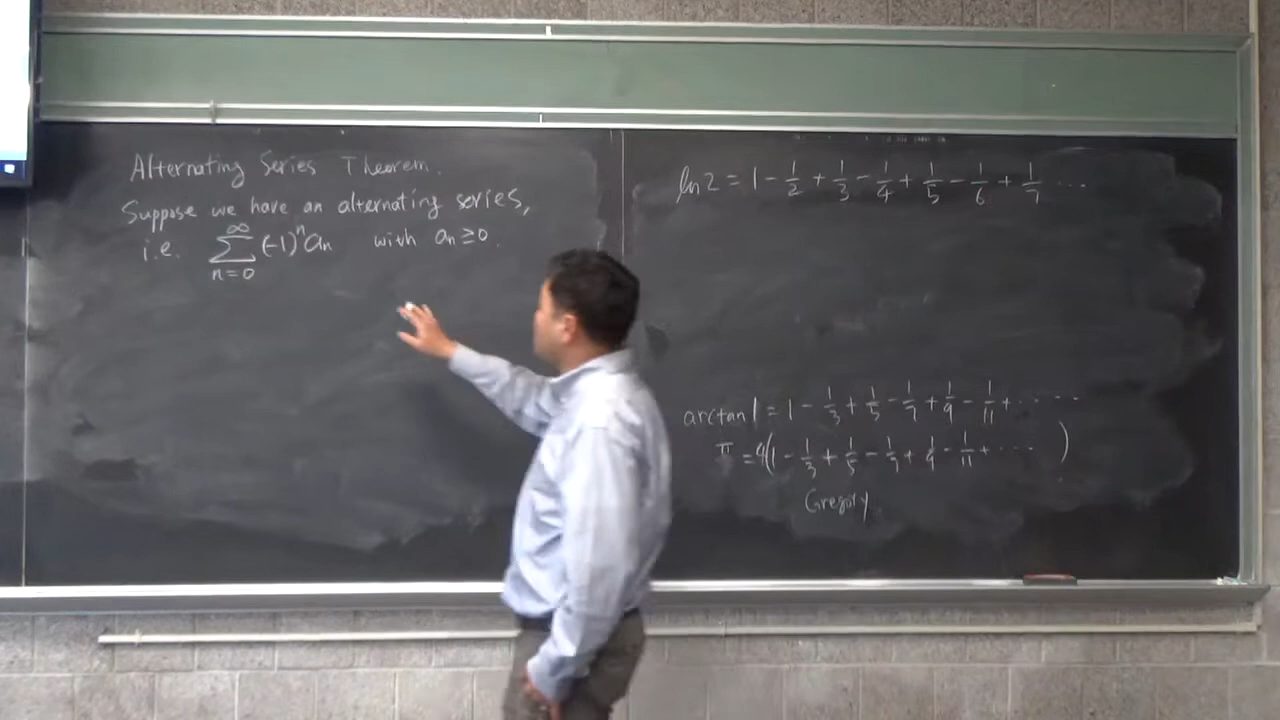 Alternating Series Theorem.
Suppose we have an alternating series,
i.e. ∑_{n=0}^{∞} (-1)^n a_n with a_n ≥ 0.
ln 2 = 1 - 1/2 + 1/3 - 1/4 + 1/5 - 1/6 + 1/7 ...
arctan 1 = 1 - 1/3 + 1/5 - 1/7 + 1/9 - 1/11 + ......
π = 4(1 - 1/3 + 1/5 - 1/7 + 1/9 - 1/11 + .... )
Gregory